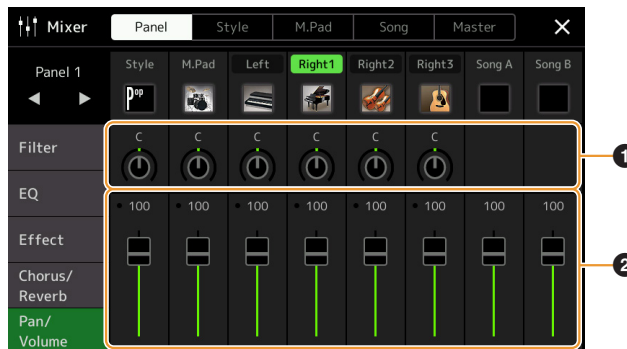 Mixer
Panel Style M.Pad Song Master
Panel 1
Style M.Pad Left Right1 Right2 Right3 Song A Song B
Pop
Filter
C C C C C C
1
EQ
100 100 100 100 100 100 100 100
Effect
2
Chorus/
Reverb
Pan/
Volume